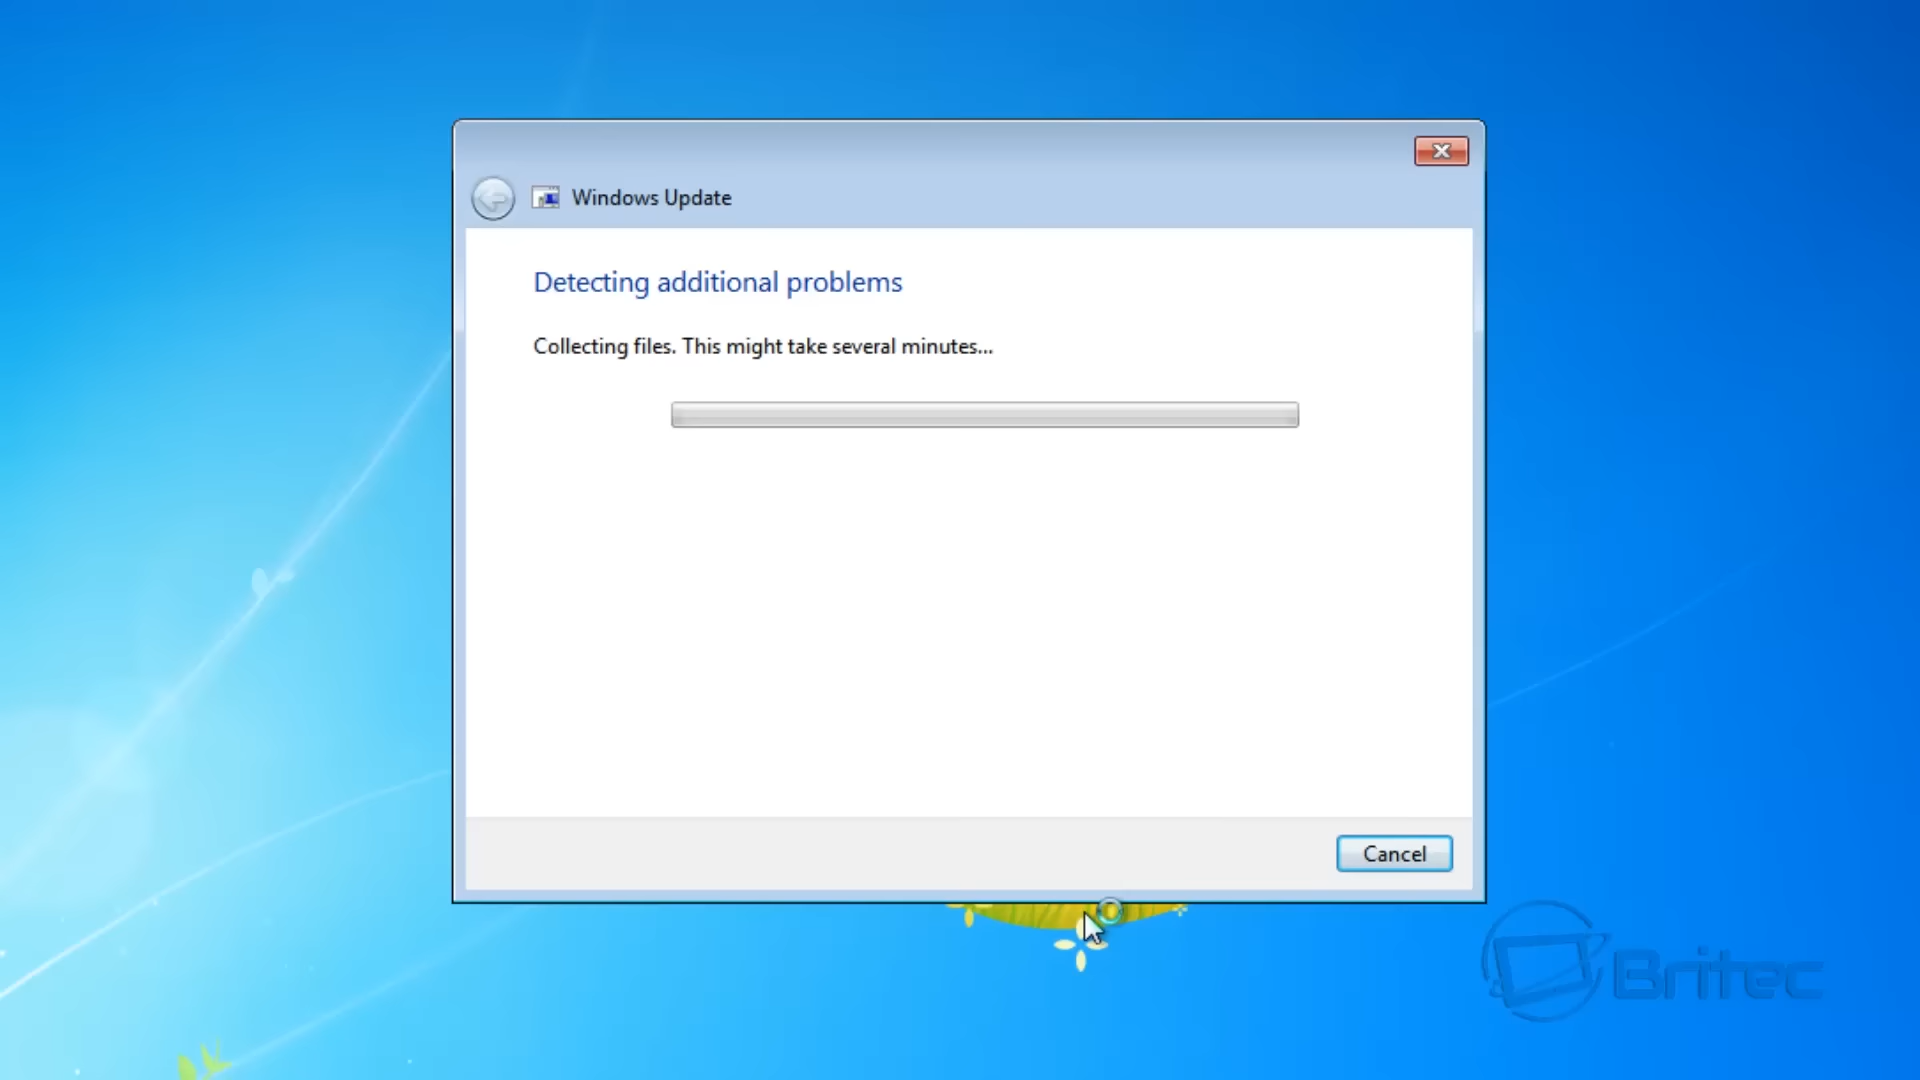 Windows Update
Detecting additional problems
Collecting files. This might take several minutes...
Cancel
Britec